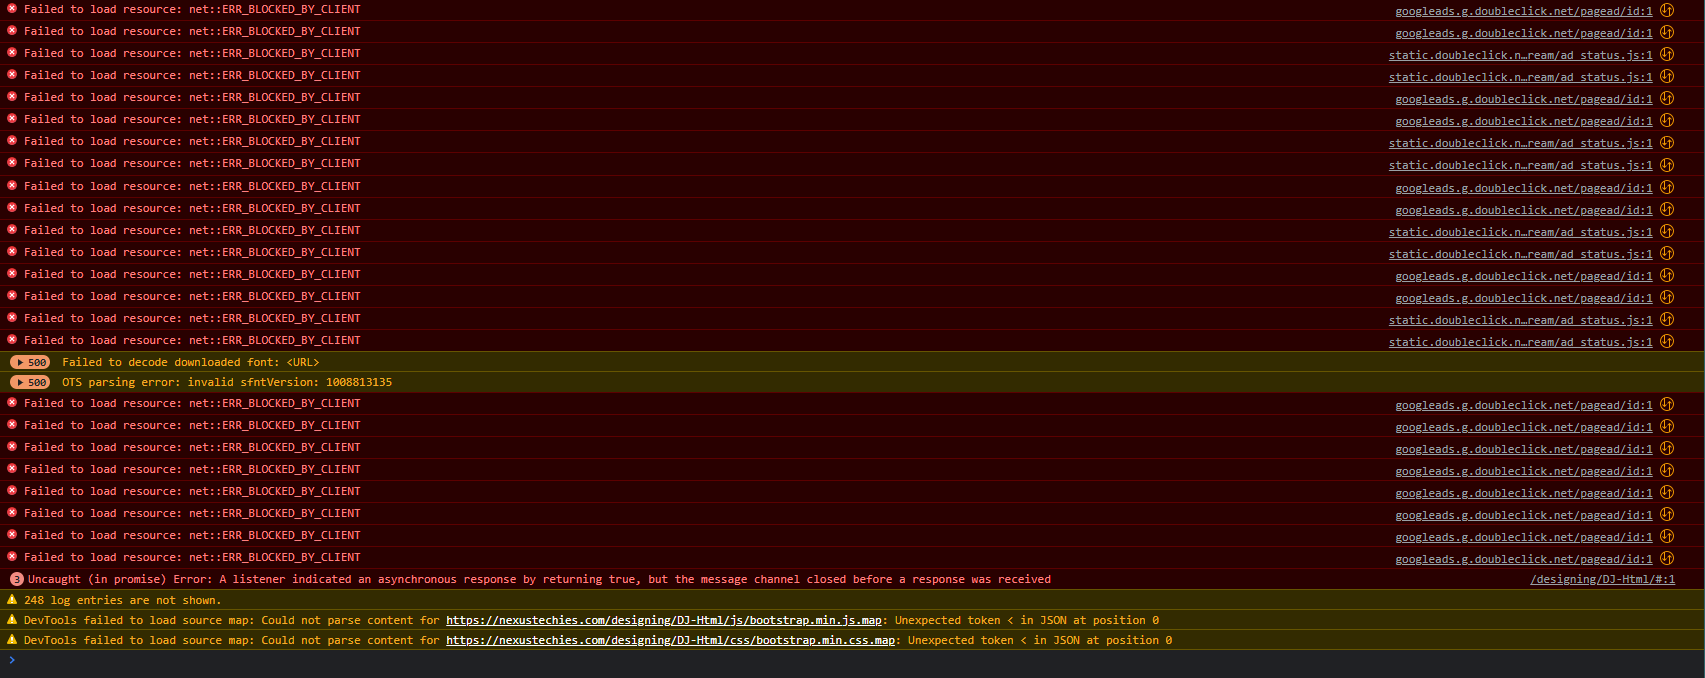 Failed to load resource: net::ERR_BLOCKED_BY_CLIENT googleads.g.doubleclick.net/pagead/id:1
Failed to load resource: net::ERR_BLOCKED_BY_CLIENT googleads.g.doubleclick.net/pagead/id:1
Failed to load resource: net::ERR_BLOCKED_BY_CLIENT static.doubleclick.n…ream/ad_status.js:1
Failed to load resource: net::ERR_BLOCKED_BY_CLIENT static.doubleclick.n…ream/ad_status.js:1
Failed to load resource: net::ERR_BLOCKED_BY_CLIENT googleads.g.doubleclick.net/pagead/id:1
Failed to load resource: net::ERR_BLOCKED_BY_CLIENT googleads.g.doubleclick.net/pagead/id:1
Failed to load resource: net::ERR_BLOCKED_BY_CLIENT static.doubleclick.n…ream/ad_status.js:1
Failed to load resource: net::ERR_BLOCKED_BY_CLIENT static.doubleclick.n…ream/ad_status.js:1
Failed to load resource: net::ERR_BLOCKED_BY_CLIENT googleads.g.doubleclick.net/pagead/id:1
Failed to load resource: net::ERR_BLOCKED_BY_CLIENT googleads.g.doubleclick.net/pagead/id:1
Failed to load resource: net::ERR_BLOCKED_BY_CLIENT static.doubleclick.n…ream/ad_status.js:1
Failed to load resource: net::ERR_BLOCKED_BY_CLIENT static.doubleclick.n…ream/ad_status.js:1
Failed to load resource: net::ERR_BLOCKED_BY_CLIENT googleads.g.doubleclick.net/pagead/id:1
Failed to load resource: net::ERR_BLOCKED_BY_CLIENT googleads.g.doubleclick.net/pagead/id:1
Failed to load resource: net::ERR_BLOCKED_BY_CLIENT static.doubleclick.n…ream/ad_status.js:1
Failed to load resource: net::ERR_BLOCKED_BY_CLIENT static.doubleclick.n…ream/ad_status.js:1
500 Failed to decode downloaded font: <URL>
500 OTS parsing error: invalid sfntVersion: 1008813135
Failed to load resource: net::ERR_BLOCKED_BY_CLIENT googleads.g.doubleclick.net/pagead/id:1
Failed to load resource: net::ERR_BLOCKED_BY_CLIENT googleads.g.doubleclick.net/pagead/id:1
Failed to load resource: net::ERR_BLOCKED_BY_CLIENT googleads.g.doubleclick.net/pagead/id:1
Failed to load resource: net::ERR_BLOCKED_BY_CLIENT googleads.g.doubleclick.net/pagead/id:1
Failed to load resource: net::ERR_BLOCKED_BY_CLIENT googleads.g.doubleclick.net/pagead/id:1
Failed to load resource: net::ERR_BLOCKED_BY_CLIENT googleads.g.doubleclick.net/pagead/id:1
Failed to load resource: net::ERR_BLOCKED_BY_CLIENT googleads.g.doubleclick.net/pagead/id:1
Failed to load resource: net::ERR_BLOCKED_BY_CLIENT googleads.g.doubleclick.net/pagead/id:1
3 Uncaught (in promise) Error: A listener indicated an asynchronous response by returning true, but the message channel closed before a response was received /designing/DJ-Html/#:1
248 log entries are not shown.
DevTools failed to load source map: Could not parse content for https://nexustechies.com/designing/DJ-Html/js/bootstrap.min.js.map: Unexpected token < in JSON at position 0
DevTools failed to load source map: Could not parse content for https://nexustechies.com/designing/DJ-Html/css/bootstrap.min.css.map: Unexpected token < in JSON at position 0